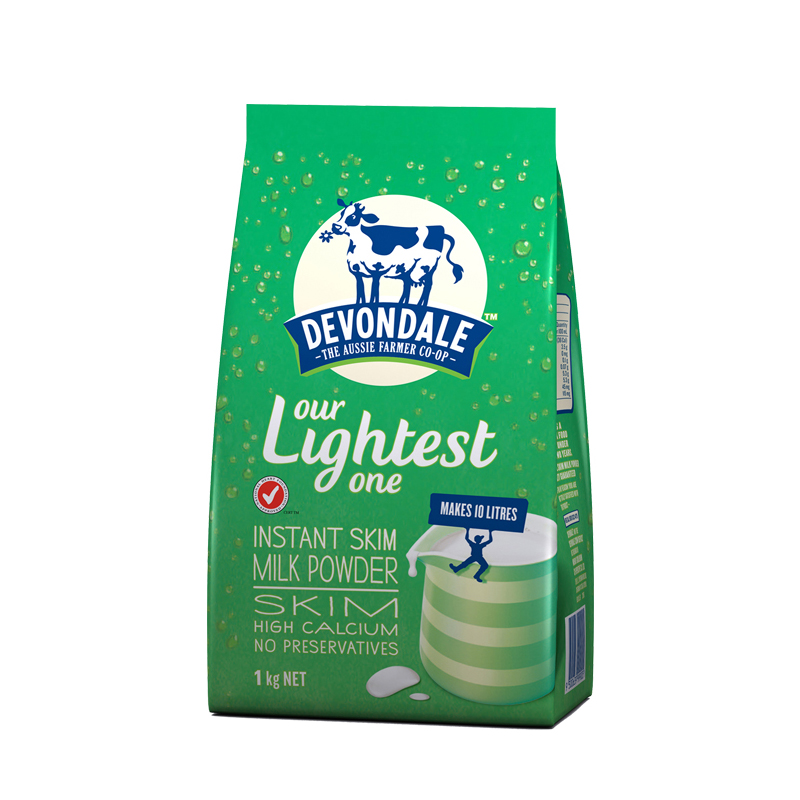 DEVONDALE
™
- THE AUSSIE FARMER CO-OP -
our
Lightest
one
MAKES 10 LITRES
INSTANT SKIM
MILK POWDER
SKIM
HIGH CALCIUM
NO PRESERVATIVES
1 kg NET